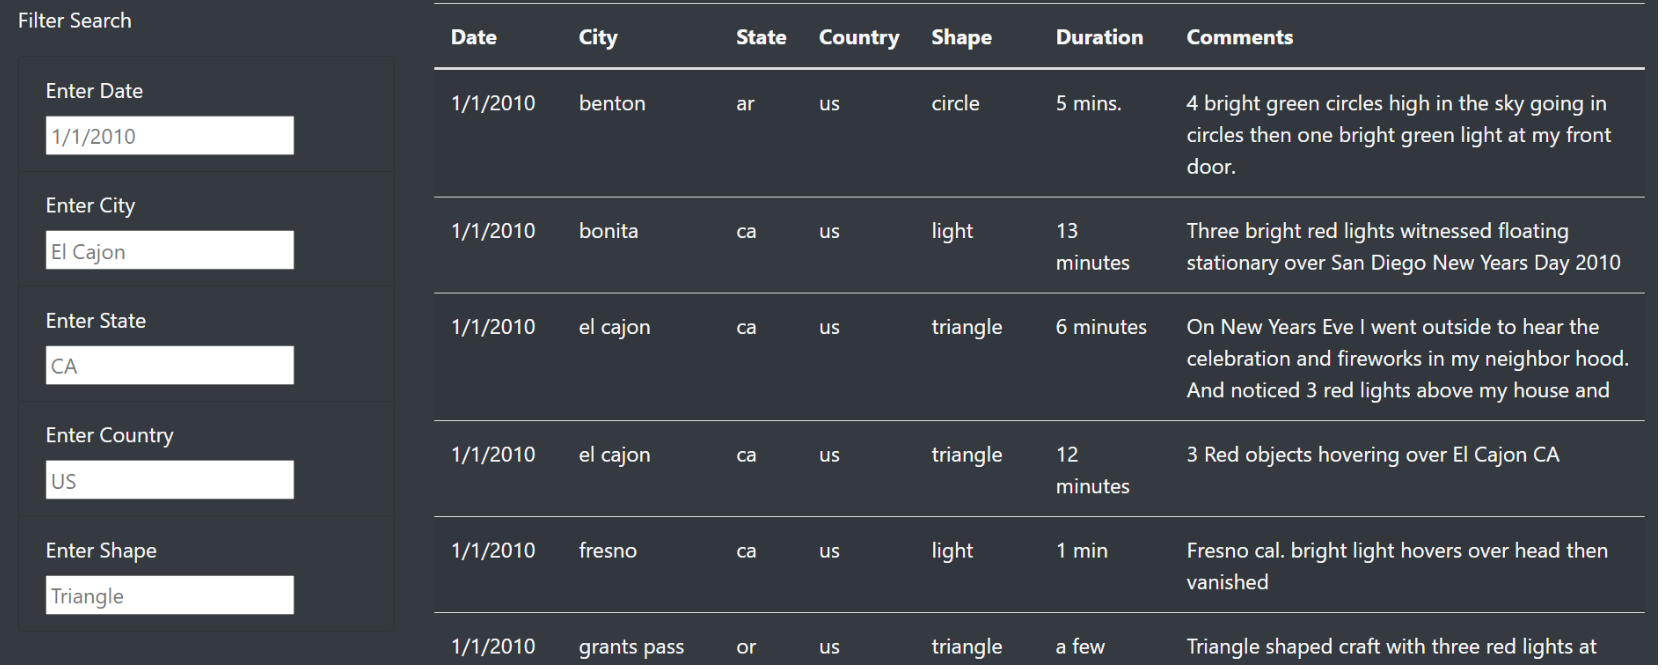 Filter Search
Enter Date
1/1/2010
Enter City
El Cajon
Enter State
CA
Enter Country
US
Enter Shape
Triangle
Date City State Country Shape Duration Comments
1/1/2010 benton ar us circle 5 mins. 4 bright green circles high in the sky going in
circles then one bright green light at my front
door.
1/1/2010 bonita ca us light 13 Three bright red lights witnessed floating
minutes stationary over San Diego New Years Day 2010
1/1/2010 el cajon ca us triangle 6 minutes On New Years Eve I went outside to hear the
celebration and fireworks in my neighbor hood.
And noticed 3 red lights above my house and
1/1/2010 el cajon ca us triangle 12 3 Red objects hovering over El Cajon CA
minutes
1/1/2010 fresno ca us light 1 min Fresno cal. bright light hovers over head then
vanished
1/1/2010 grants pass or us triangle a few Triangle shaped craft with three red lights at